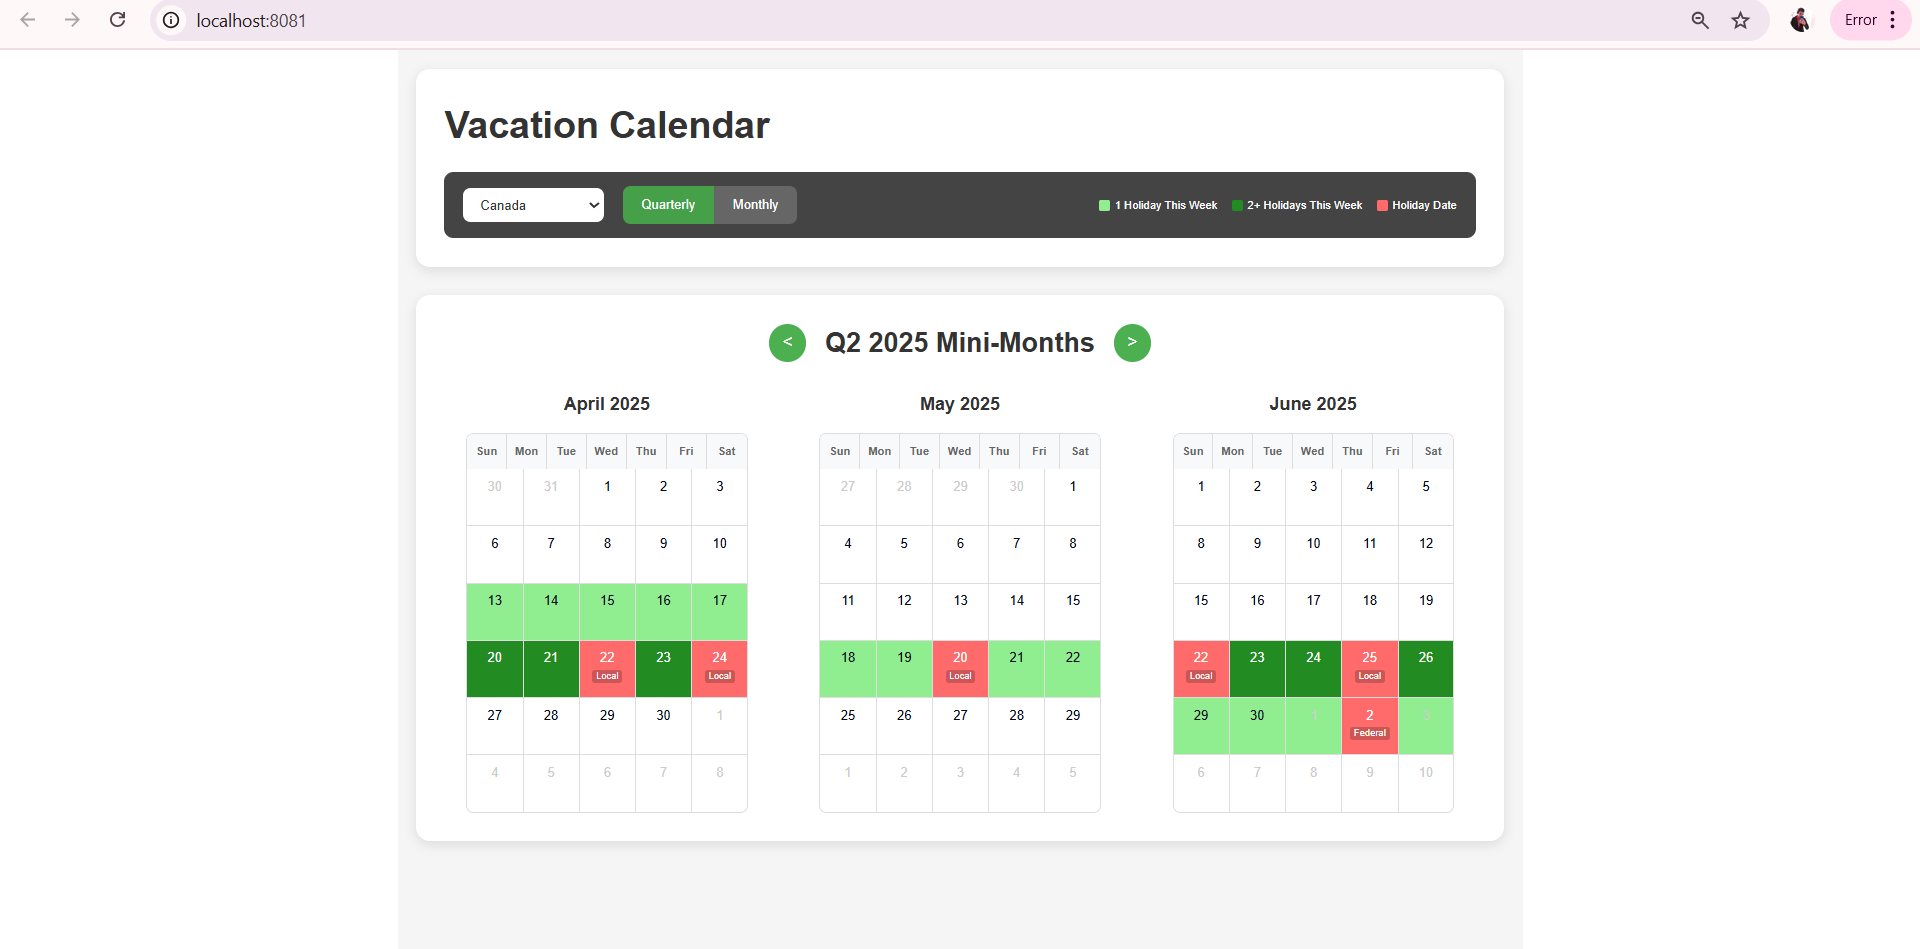 localhost:8081
Error
Vacation Calendar
Canada
Quarterly
Monthly
1 Holiday This Week
2+ Holidays This Week
Holiday Date
<
Q2 2025 Mini-Months
>
April 2025
Sun Mon Tue Wed Thu Fri Sat
30 31 1 2 3
6 7 8 9 10
13 14 15 16 17
20 21 22 23 24
Local Local
27 28 29 30 1
4 5 6 7 8
May 2025
Sun Mon Tue Wed Thu Fri Sat
27 28 29 30 1
4 5 6 7 8
11 12 13 14 15
18 19 20 21 22
Local
25 26 27 28 29
1 2 3 4 5
June 2025
Sun Mon Tue Wed Thu Fri Sat
1 2 3 4 5
8 9 10 11 12
15 16 17 18 19
22 23 24 25 26
Local Local
29 30 1 2 3
Federal
6 7 8 9 10